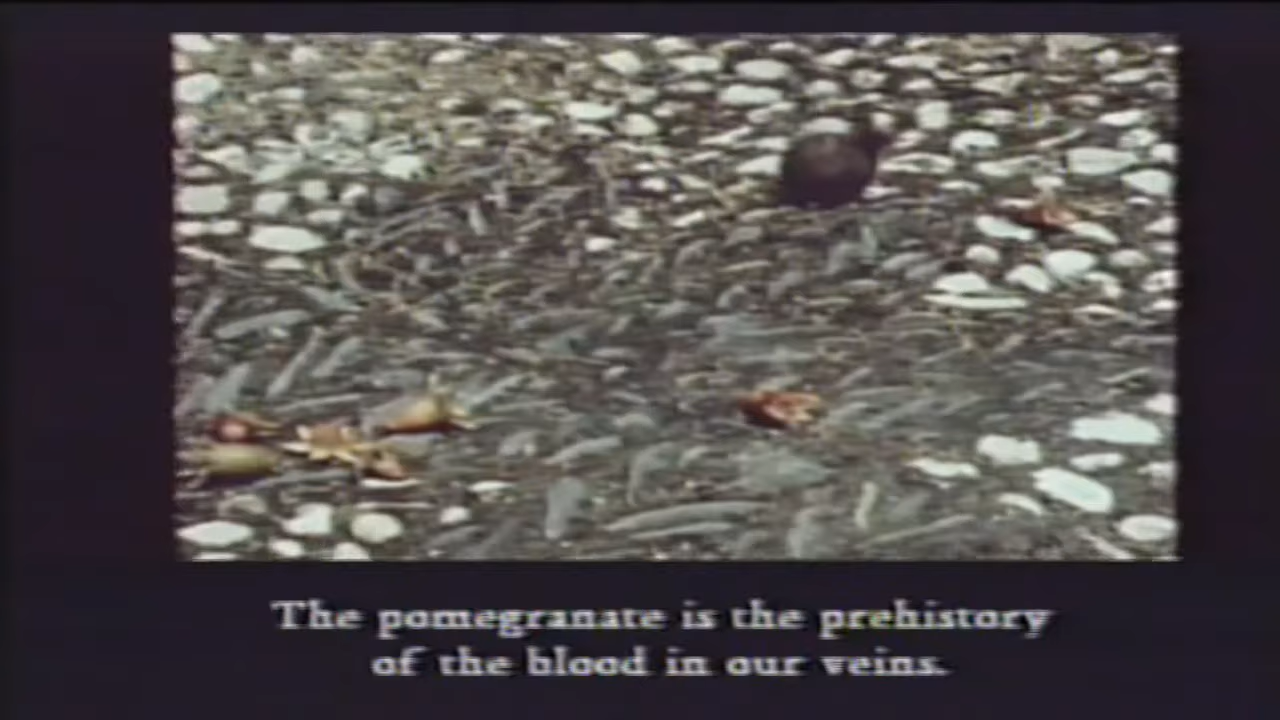 The pomegranate is the prehistory
of the blood in our veins.